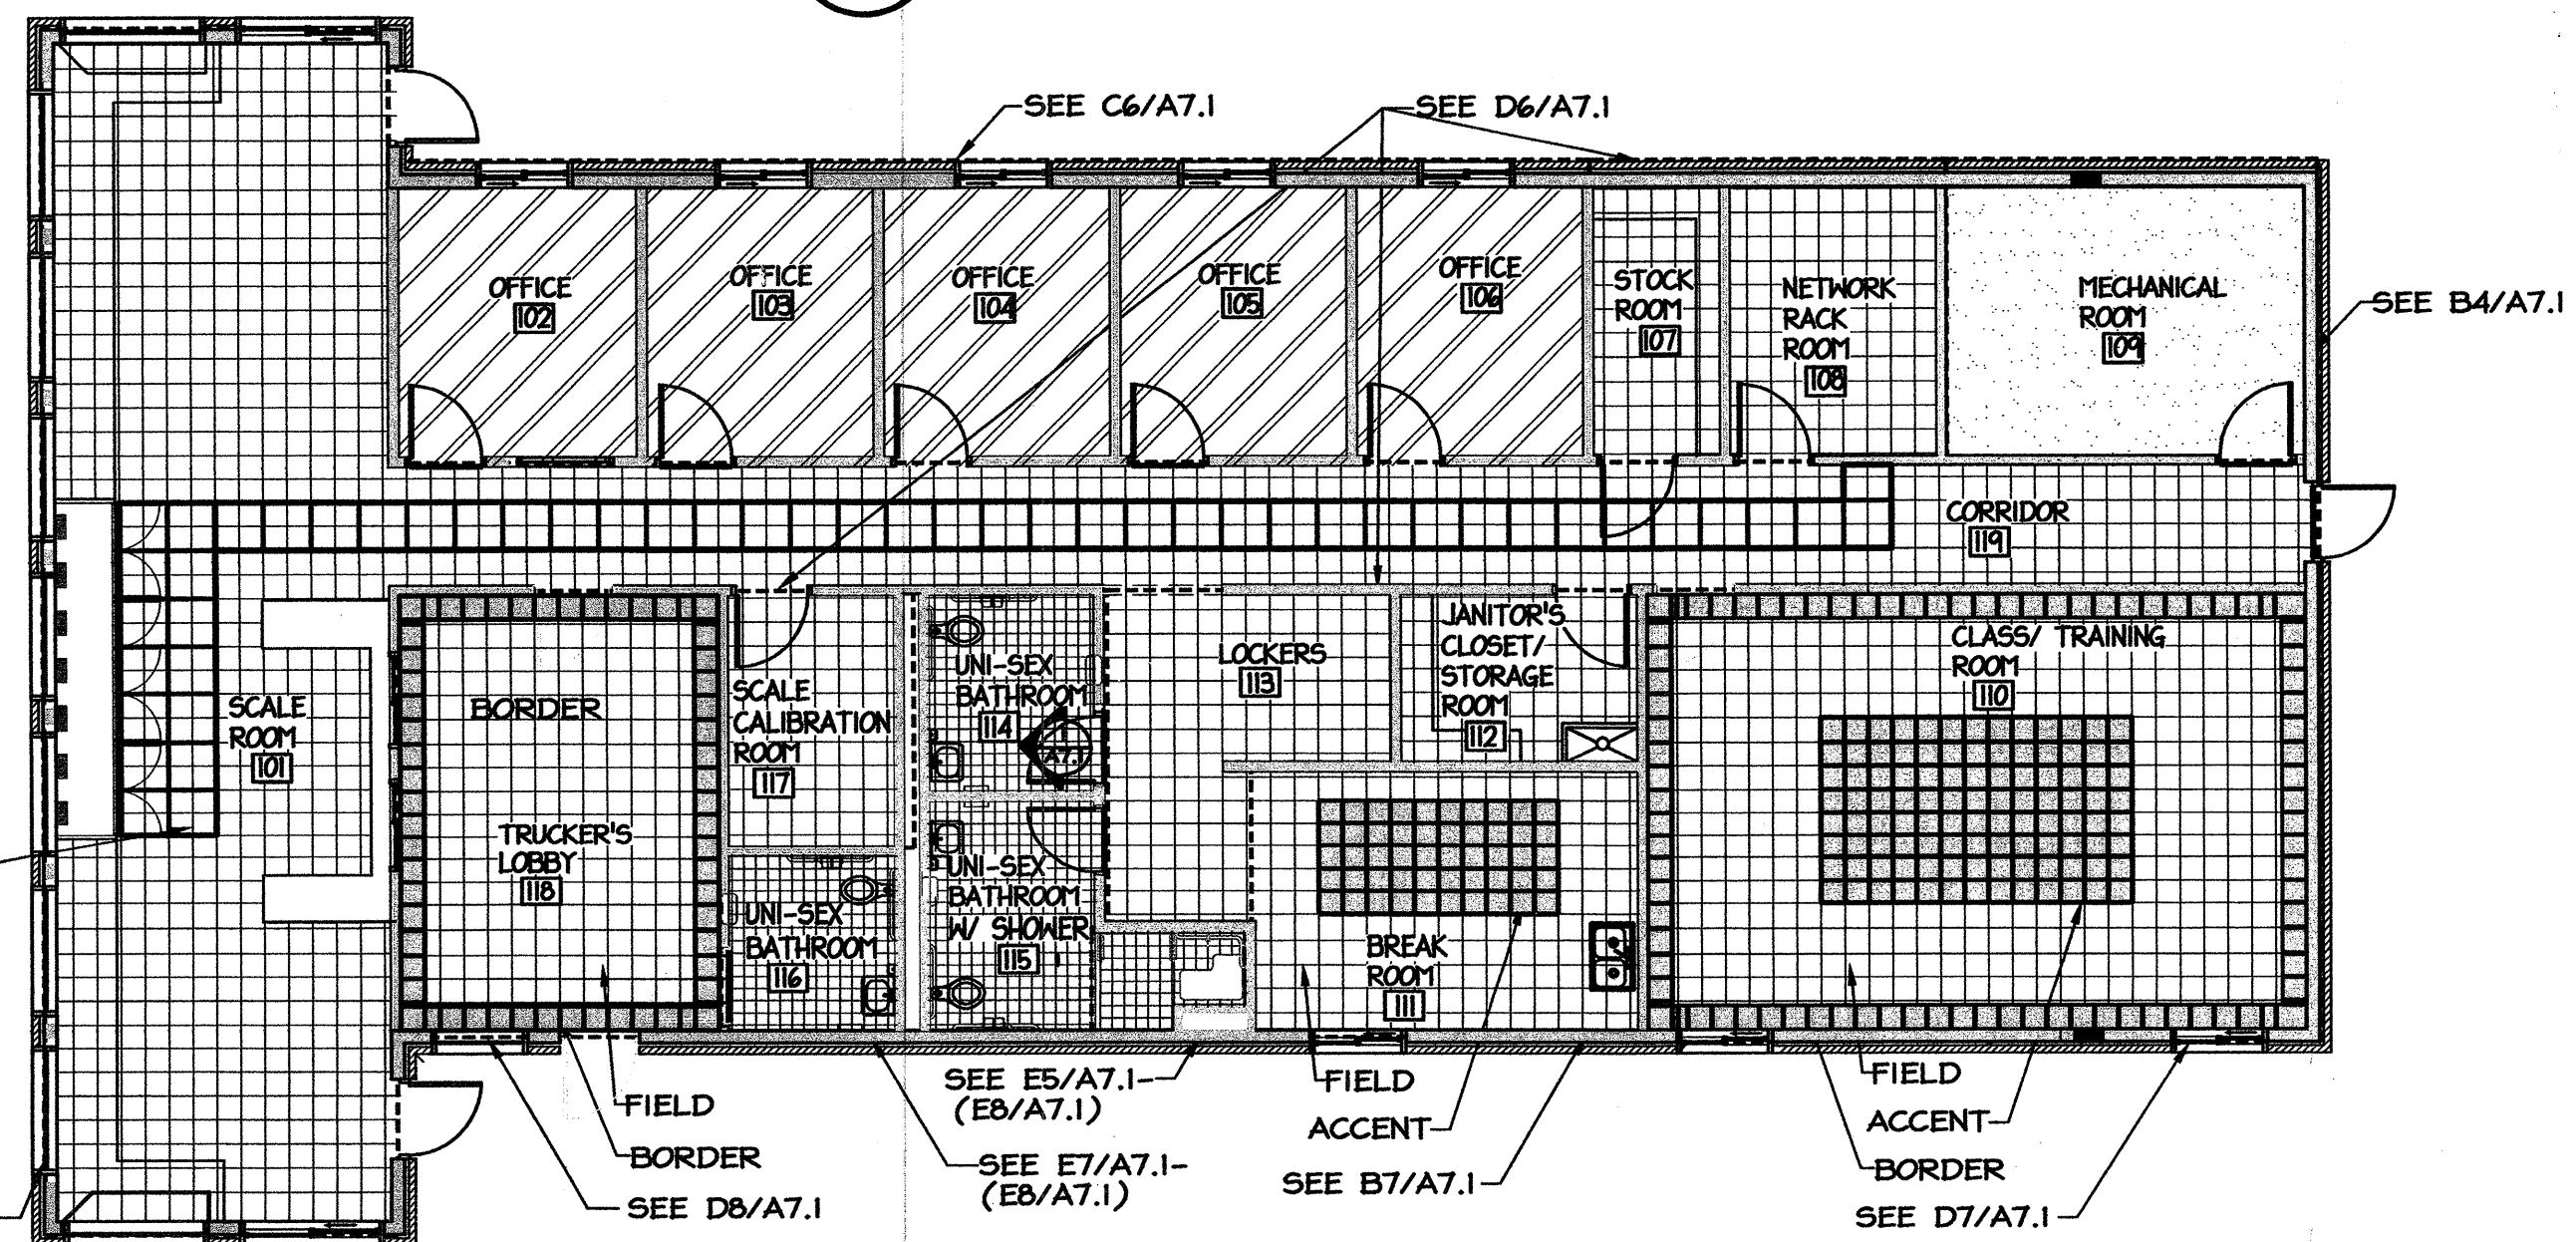 SEE C6/A7.1
SEE D6/A7.1
OFFICE
102
OFFICE
103
OFFICE
104
OFFICE
105
OFFICE
106
STOCK
ROOM
107
NETWORK
RACK
ROOM
108
MECHANICAL
ROOM
109
SEE B4/A7.1
CORRIDOR
119
SCALE
ROOM
101
BORDER
TRUCKER'S
LOBBY
118
SCALE
CALIBRATION
ROOM
117
UNI-SEX
BATHROOM
116
UNI-SEX
BATHROOM
114
A7.1
UNI-SEX
BATHROOM
W/ SHOWER
115
LOCKERS
113
JANITOR'S
CLOSET/
STORAGE
ROOM
112
BREAK
ROOM
111
CLASS/ TRAINING
ROOM
110
FIELD
BORDER
SEE D8/A7.1
SEE E5/A7.1-
(E8/A7.1)
SEE E7/A7.1-
(E8/A7.1)
FIELD
ACCENT
SEE B7/A7.1
FIELD
ACCENT
BORDER
SEE D7/A7.1